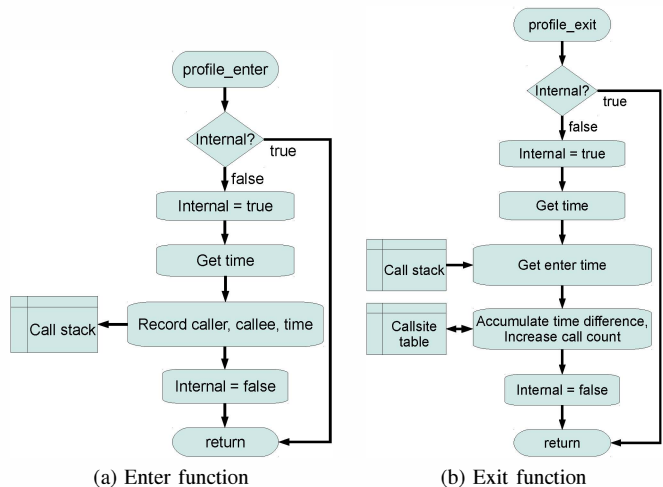 profile_enter
Internal?
true
false
Internal = true
Get time
Call stack
Record caller, callee, time
Internal = false
return
(a) Enter function
profile_exit
Internal?
true
false
Internal = true
Get time
Call stack
Get enter time
Callsite
table
Accumulate time difference,
Increase call count
Internal = false
return
(b) Exit function